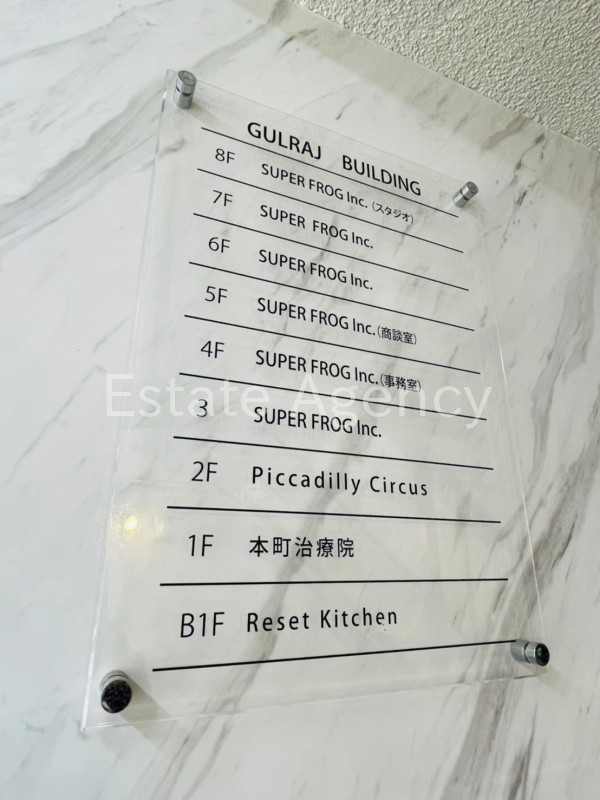 GULRAJ BUILDING
8F SUPER FROG Inc. (スタジオ)
7F SUPER FROG Inc.
6F SUPER FROG Inc.
5F SUPER FROG Inc. (商談室)
4F SUPER FROG Inc. (事務室)
3 SUPER FROG Inc.
2F Piccadilly Circus
1F 本町治療院
B1F Reset Kitchen
Estate Agency